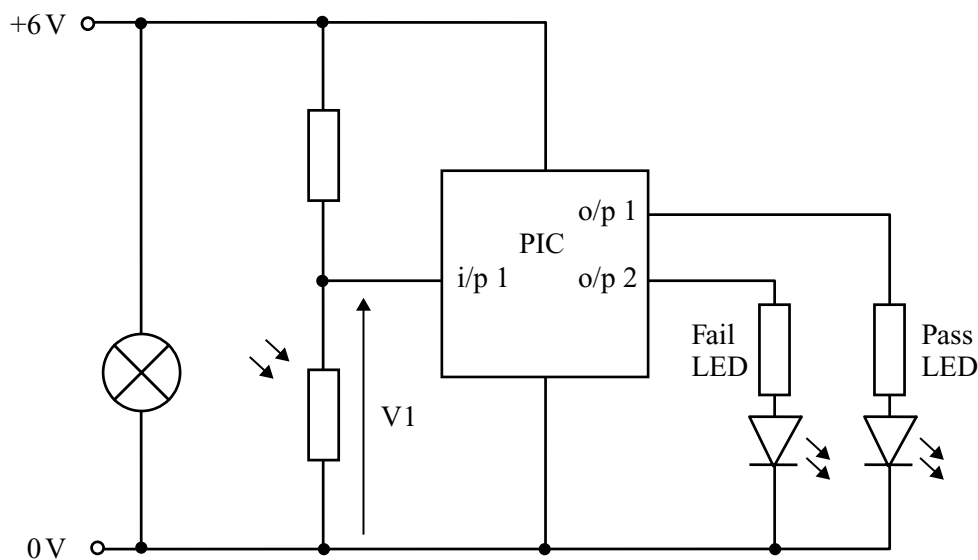 +6 V
o/p 1
PIC
i/p 1
o/p 2
Fail
LED
Pass
LED
V1
0 V